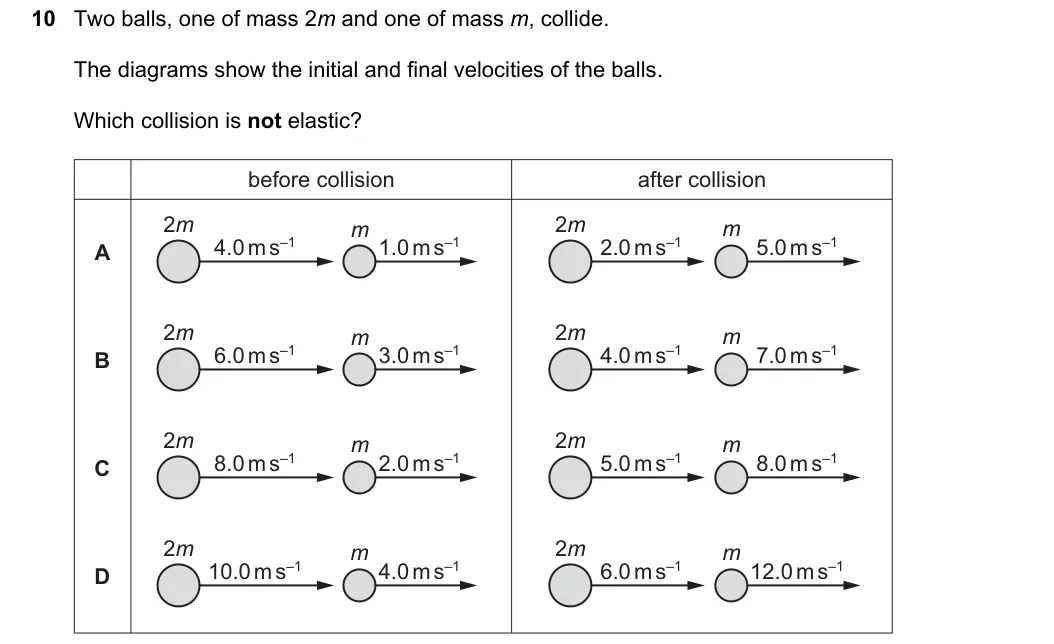 10 Two balls, one of mass 2m and one of mass m, collide.
The diagrams show the initial and final velocities of the balls.
Which collision is not elastic?
before collision after collision
2m m 2m m
A 4.0 m s⁻¹ 1.0 m s⁻¹ 2.0 m s⁻¹ 5.0 m s⁻¹
2m m 2m m
B 6.0 m s⁻¹ 3.0 m s⁻¹ 4.0 m s⁻¹ 7.0 m s⁻¹
2m m 2m m
C 8.0 m s⁻¹ 2.0 m s⁻¹ 5.0 m s⁻¹ 8.0 m s⁻¹
2m m 2m m
D 10.0 m s⁻¹ 4.0 m s⁻¹ 6.0 m s⁻¹ 12.0 m s⁻¹